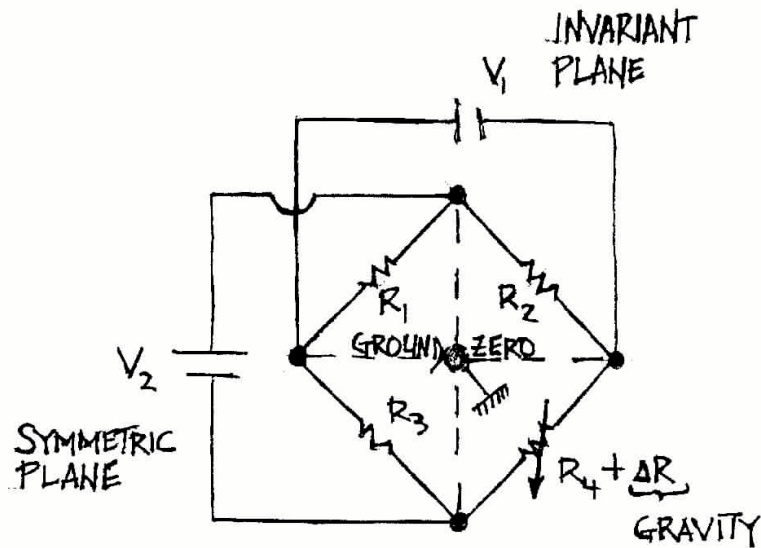 INVARIANT
PLANE
V₁
R₁
R₂
GROUND ZERO
V₂
R₃
SYMMETRIC
PLANE
R₄ + ΔR
GRAVITY